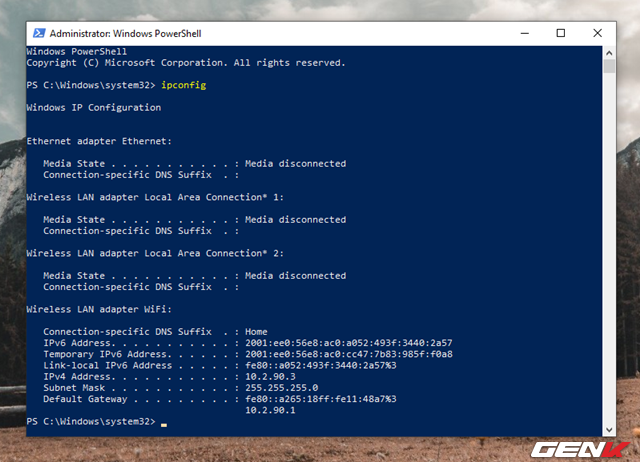 Administrator: Windows PowerShell
Windows PowerShell
Copyright (C) Microsoft Corporation. All rights reserved.
PS C:\Windows\system32> ipconfig
Windows IP Configuration
Ethernet adapter Ethernet:
Media State . . . . . . . . . . . : Media disconnected
Connection-specific DNS Suffix  . :
Wireless LAN adapter Local Area Connection* 1:
Media State . . . . . . . . . . . : Media disconnected
Connection-specific DNS Suffix  . :
Wireless LAN adapter Local Area Connection* 2:
Media State . . . . . . . . . . . : Media disconnected
Connection-specific DNS Suffix  . :
Wireless LAN adapter WiFi:
Connection-specific DNS Suffix  . : Home
IPv6 Address. . . . . . . . . . . : 2001:ee0:56e8:ac0:a052:493f:3440:2a57
Temporary IPv6 Address. . . . . . : 2001:ee0:56e8:ac0:cc47:7b83:985f:f0a8
Link-local IPv6 Address . . . . . : fe80::a052:493f:3440:2a57%3
IPv4 Address. . . . . . . . . . . : 10.2.90.3
Subnet Mask . . . . . . . . . . . : 255.255.255.0
Default Gateway . . . . . . . . . : fe80::a265:18ff:fe11:48a7%3
10.2.90.1
PS C:\Windows\system32>
GENK